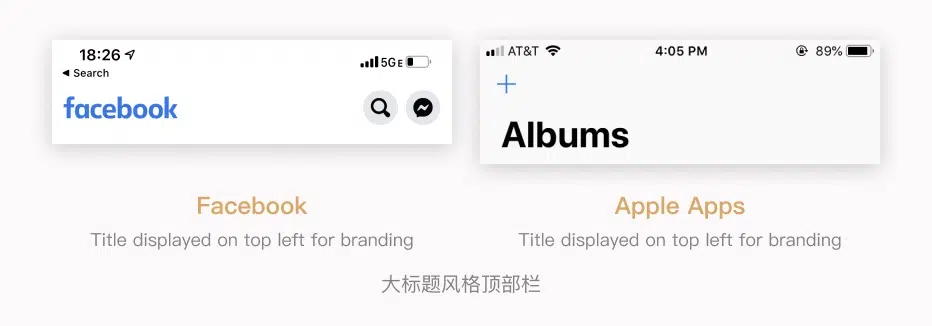 18:26
5GE
◀ Search
facebook
AT&T
4:05 PM
89%
Albums
Facebook
Title displayed on top left for branding
Apple Apps
Title displayed on top left for branding
大标题风格顶部栏